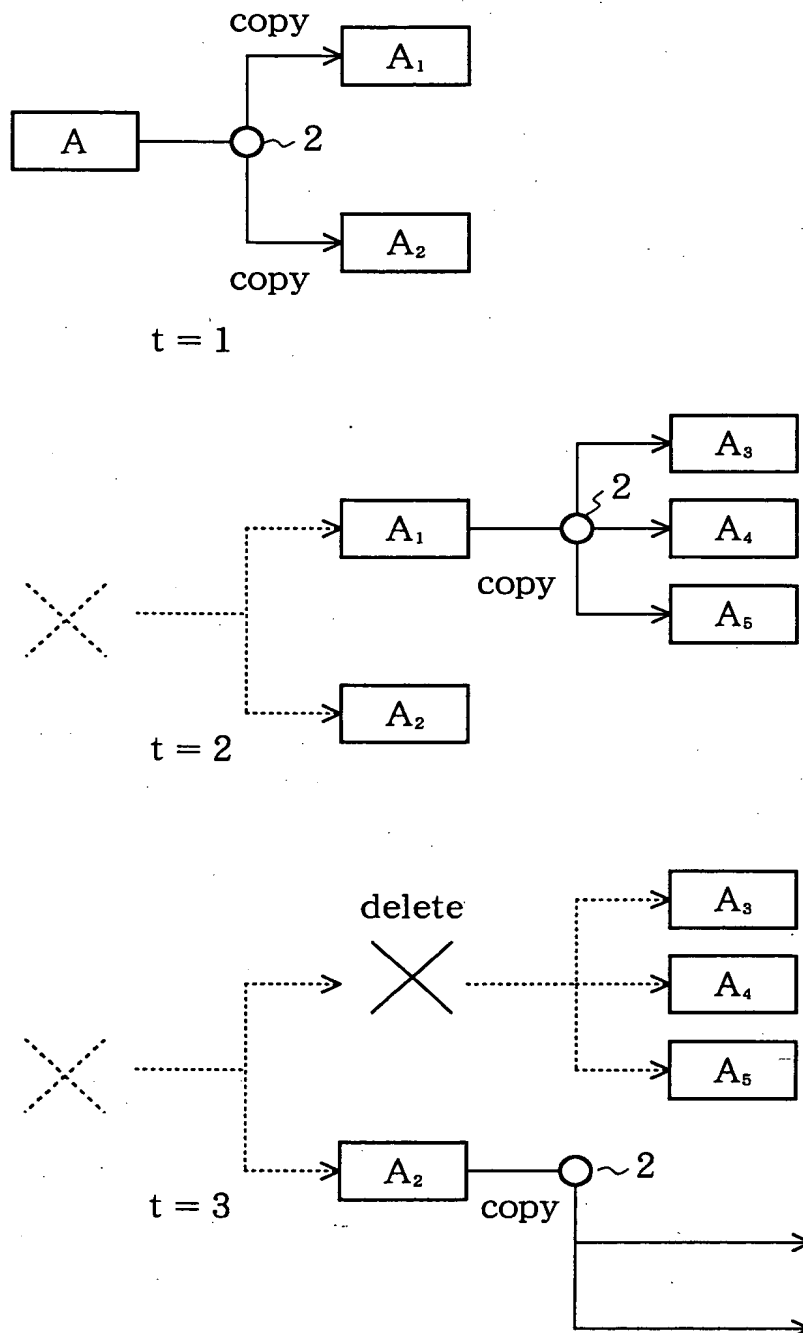 copy
A₁
A
2
A₂
copy
t = 1
A₃
2
A₁
A₄
copy
A₅
A₂
t = 2
A₃
delete
A₄
A₅
A₂
2
copy
t = 3